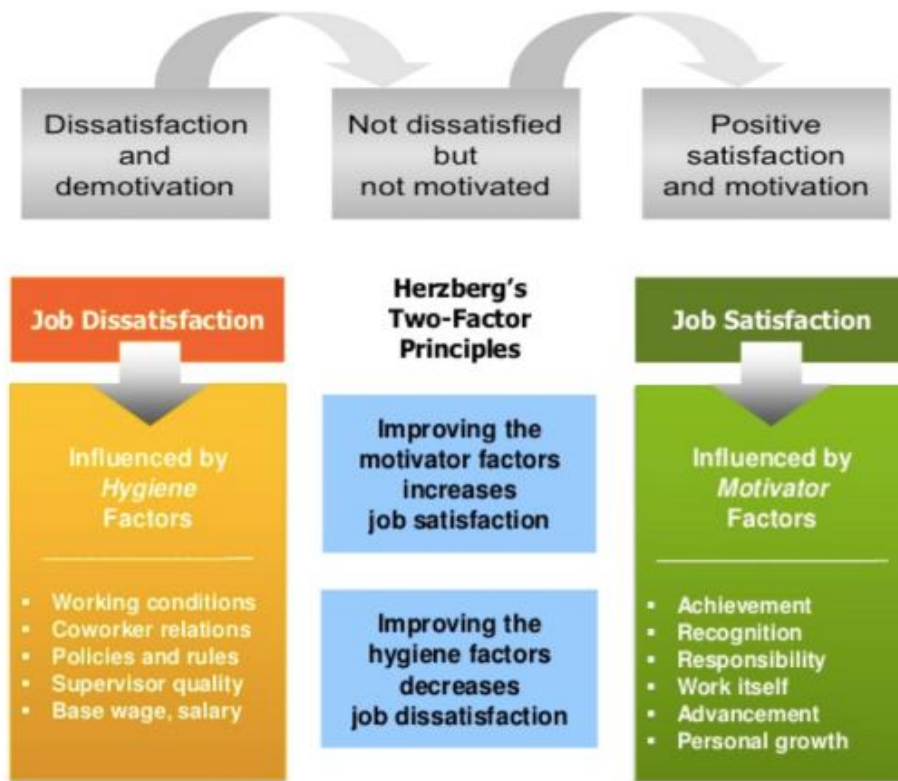 Dissatisfaction
and
demotivation
Not dissatisfied
but
not motivated
Positive
satisfaction
and motivation
Job Dissatisfaction
Influenced by
Hygiene
Factors
▪ Working conditions
▪ Coworker relations
▪ Policies and rules
▪ Supervisor quality
▪ Base wage, salary
Herzberg's
Two-Factor
Principles
Improving the
motivator factors
increases
job satisfaction
Improving the
hygiene factors
decreases
job dissatisfaction
Job Satisfaction
Influenced by
Motivator
Factors
▪ Achievement
▪ Recognition
▪ Responsibility
▪ Work itself
▪ Advancement
▪ Personal growth